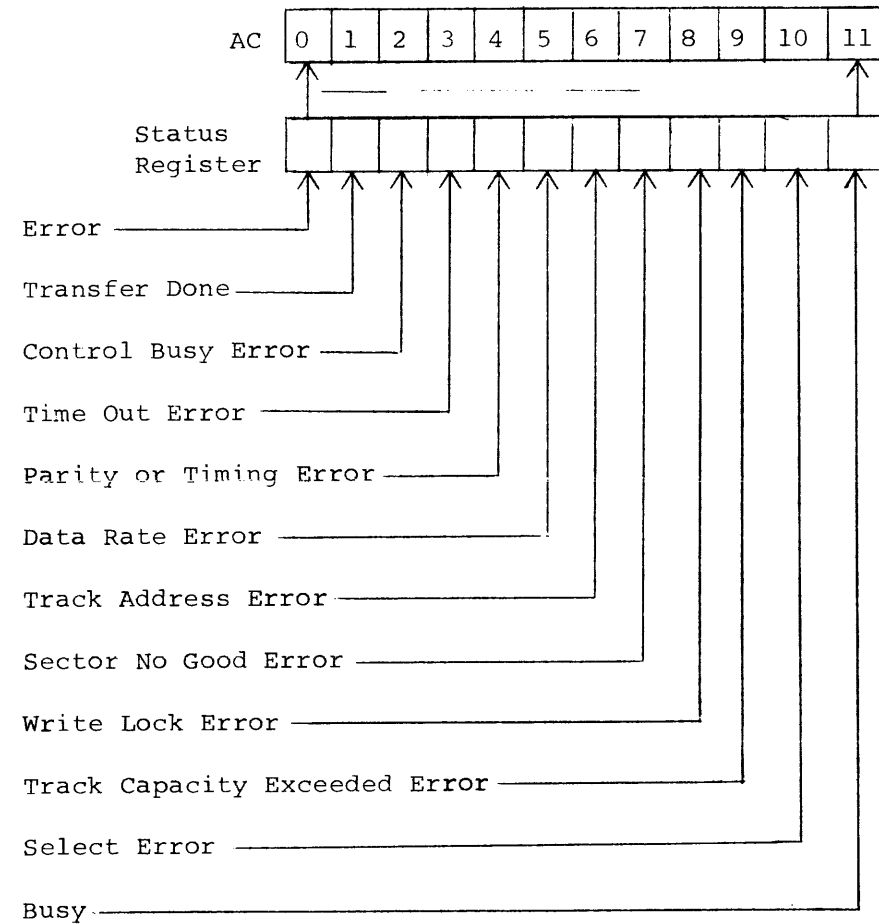 AC 0 1 2 3 4 5 6 7 8 9 10 11
Status
Register
Error
Transfer Done
Control Busy Error
Time Out Error
Parity or Timing Error
Data Rate Error
Track Address Error
Sector No Good Error
Write Lock Error
Track Capacity Exceeded Error
Select Error
Busy